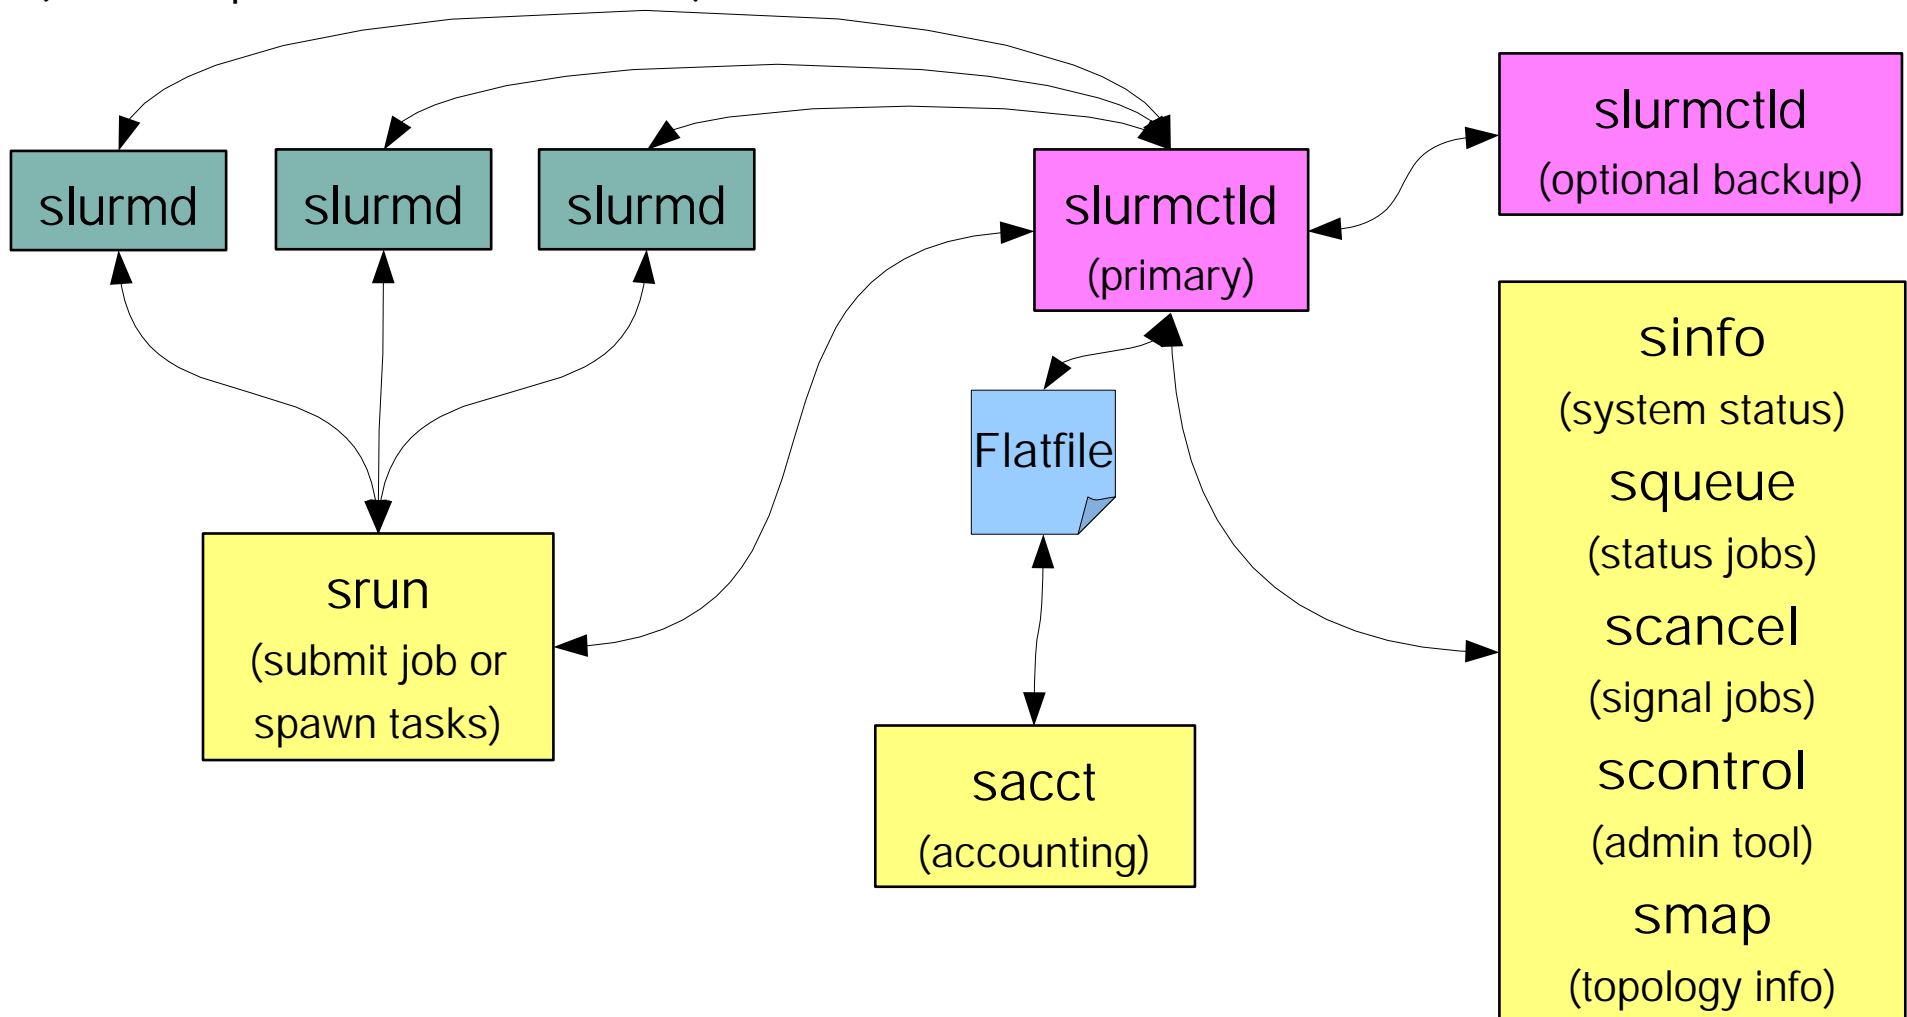 slurmd
slurmd
slurmd
slurmctld
(primary)
slurmctld
(optional backup)
Flatfile
srun
(submit job or
spawn tasks)
sacct
(accounting)
sinfo
(system status)
squeue
(status jobs)
scancel
(signal jobs)
scontrol
(admin tool)
smap
(topology info)